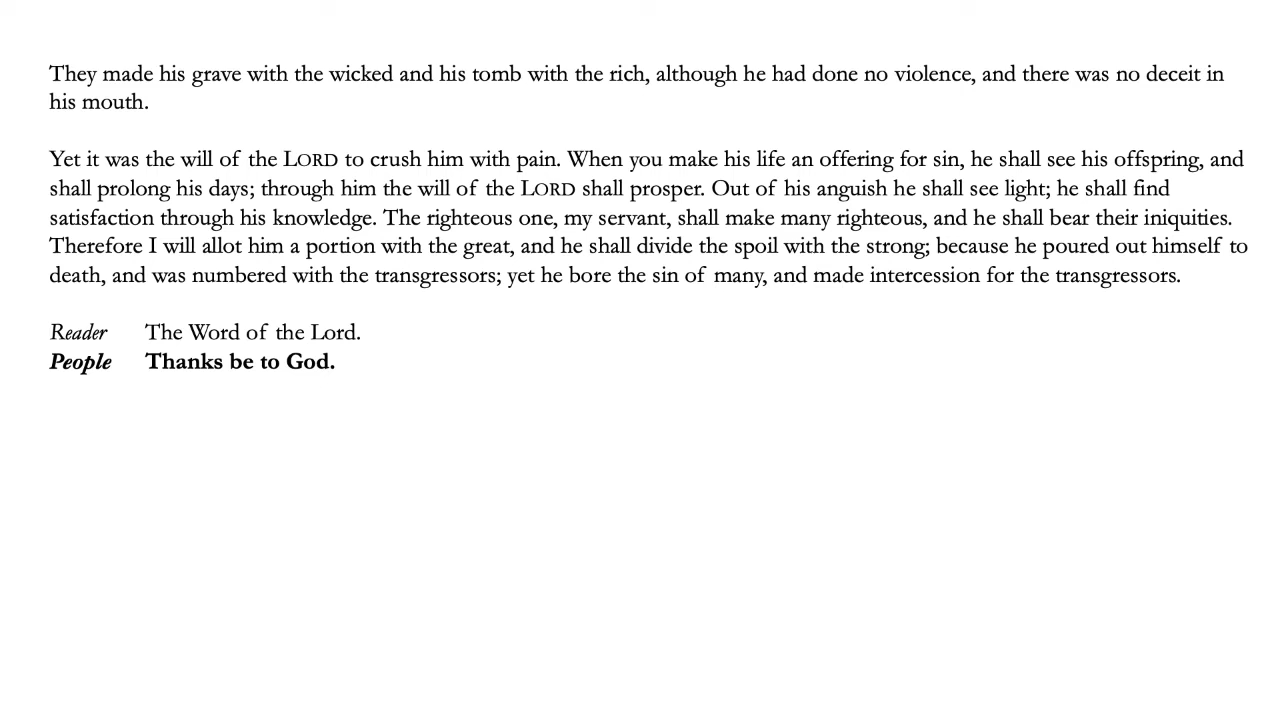 They made his grave with the wicked and his tomb with the rich, although he had done no violence, and there was no deceit in
his mouth.
Yet it was the will of the LORD to crush him with pain. When you make his life an offering for sin, he shall see his offspring, and
shall prolong his days; through him the will of the LORD shall prosper. Out of his anguish he shall see light; he shall find
satisfaction through his knowledge. The righteous one, my servant, shall make many righteous, and he shall bear their iniquities.
Therefore I will allot him a portion with the great, and he shall divide the spoil with the strong; because he poured out himself to
death, and was numbered with the transgressors; yet he bore the sin of many, and made intercession for the transgressors.
Reader The Word of the Lord.
People Thanks be to God.